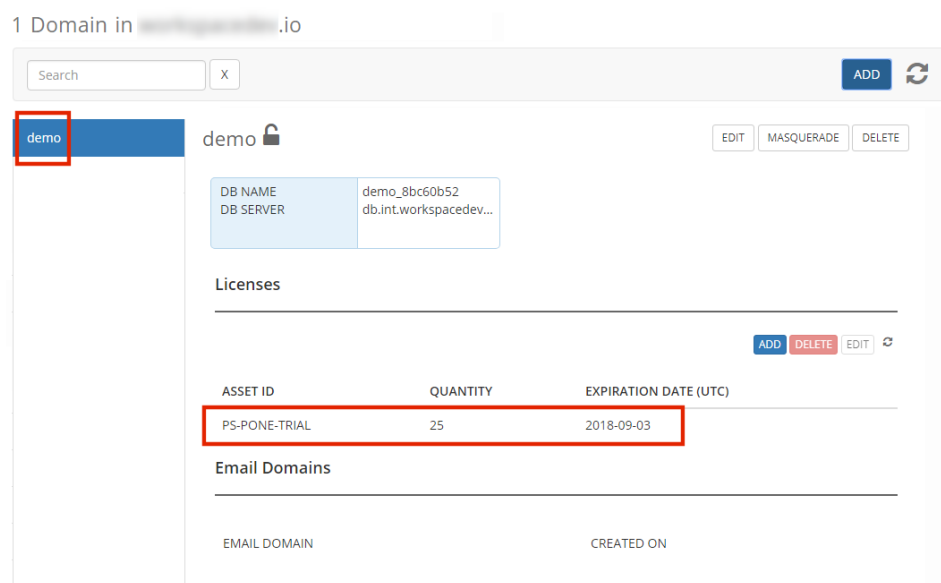 1 Domain in .io
Search X ADD
demo
demo EDIT MASQUERADE DELETE
DB NAME demo_8bc60b52
DB SERVER db.int.workspacedev...
Licenses
ADD DELETE EDIT
ASSET ID QUANTITY EXPIRATION DATE (UTC)
PS-PONE-TRIAL 25 2018-09-03
Email Domains
EMAIL DOMAIN CREATED ON